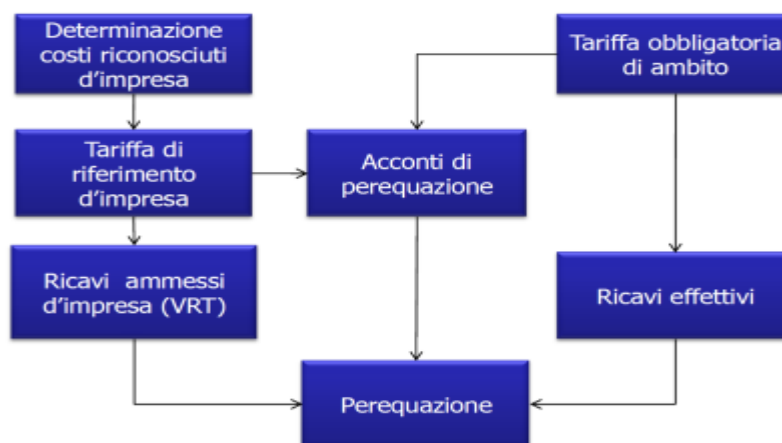 Determinazione
costi riconosciuti
d'impresa
Tariffa obbligatoria
di ambito
Tariffa di
riferimento
d'impresa
Acconti di
perequazione
Ricavi ammessi
d'impresa (VRT)
Ricavi effettivi
Perequazione